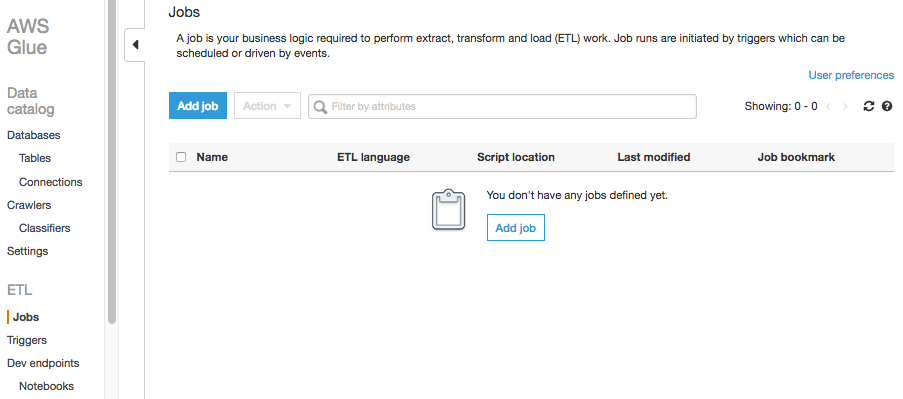 AWS
Glue
Data
catalog
Databases
Tables
Connections
Crawlers
Classifiers
Settings
ETL
Jobs
Triggers
Dev endpoints
Notebooks
Jobs
A job is your business logic required to perform extract, transform and load (ETL) work. Job runs are initiated by triggers which can be
scheduled or driven by events.
User preferences
Add job Action Filter by attributes Showing: 0 - 0
Name ETL language Script location Last modified Job bookmark
You don't have any jobs defined yet.
Add job